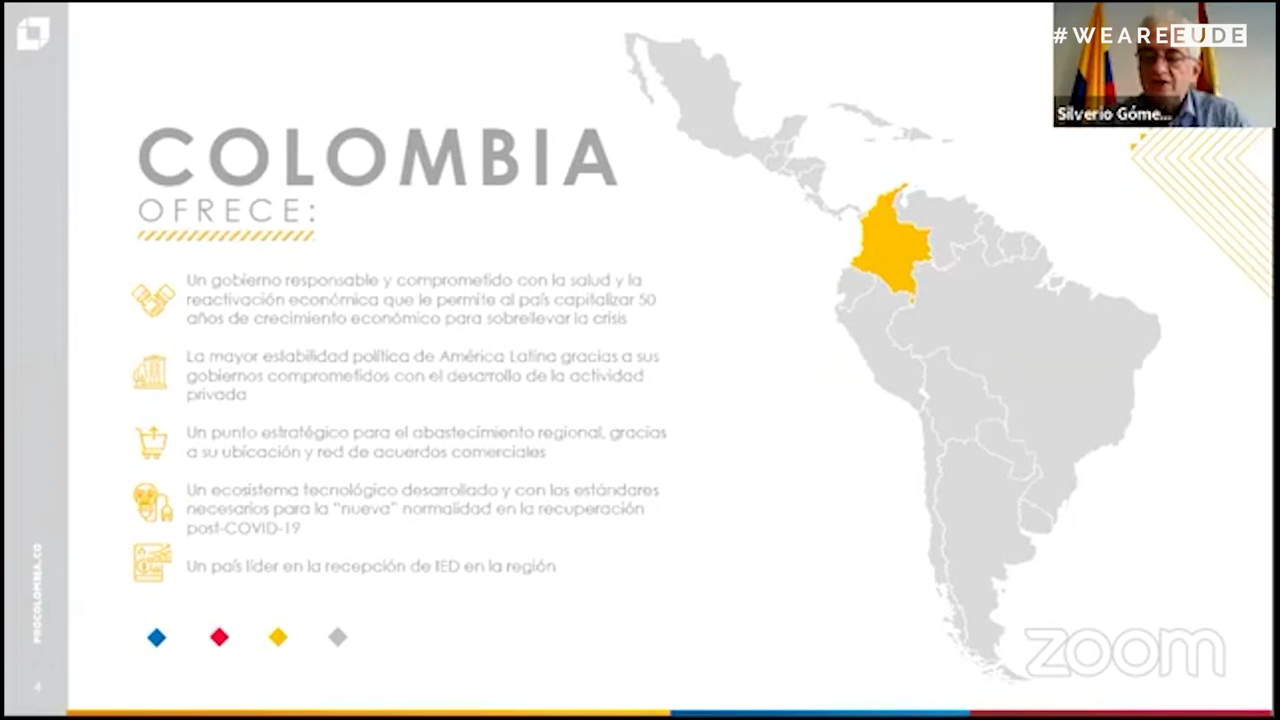 #WEAREEUDE
Silverio Góme...
COLOMBIA
OFRECE:
Un gobierno responsable y comprometido con la salud y la
reactivación económica que le permite al país capitalizar 50
años de crecimiento económico para sobrellevar la crisis
La mayor estabilidad política de América Latina gracias a sus
gobiernos comprometidos con el desarrollo de la actividad
privada
Un punto estratégico para el abastecimiento regional, gracias
a su ubicación y red de acuerdos comerciales
Un ecosistema tecnológico desarrollado y con los estándares
necesarios para la "nueva" normalidad en la recuperación
post-COVID-19
Un país líder en la recepción de IED en la región
PROCOLOMBIA.CO
4
zoom